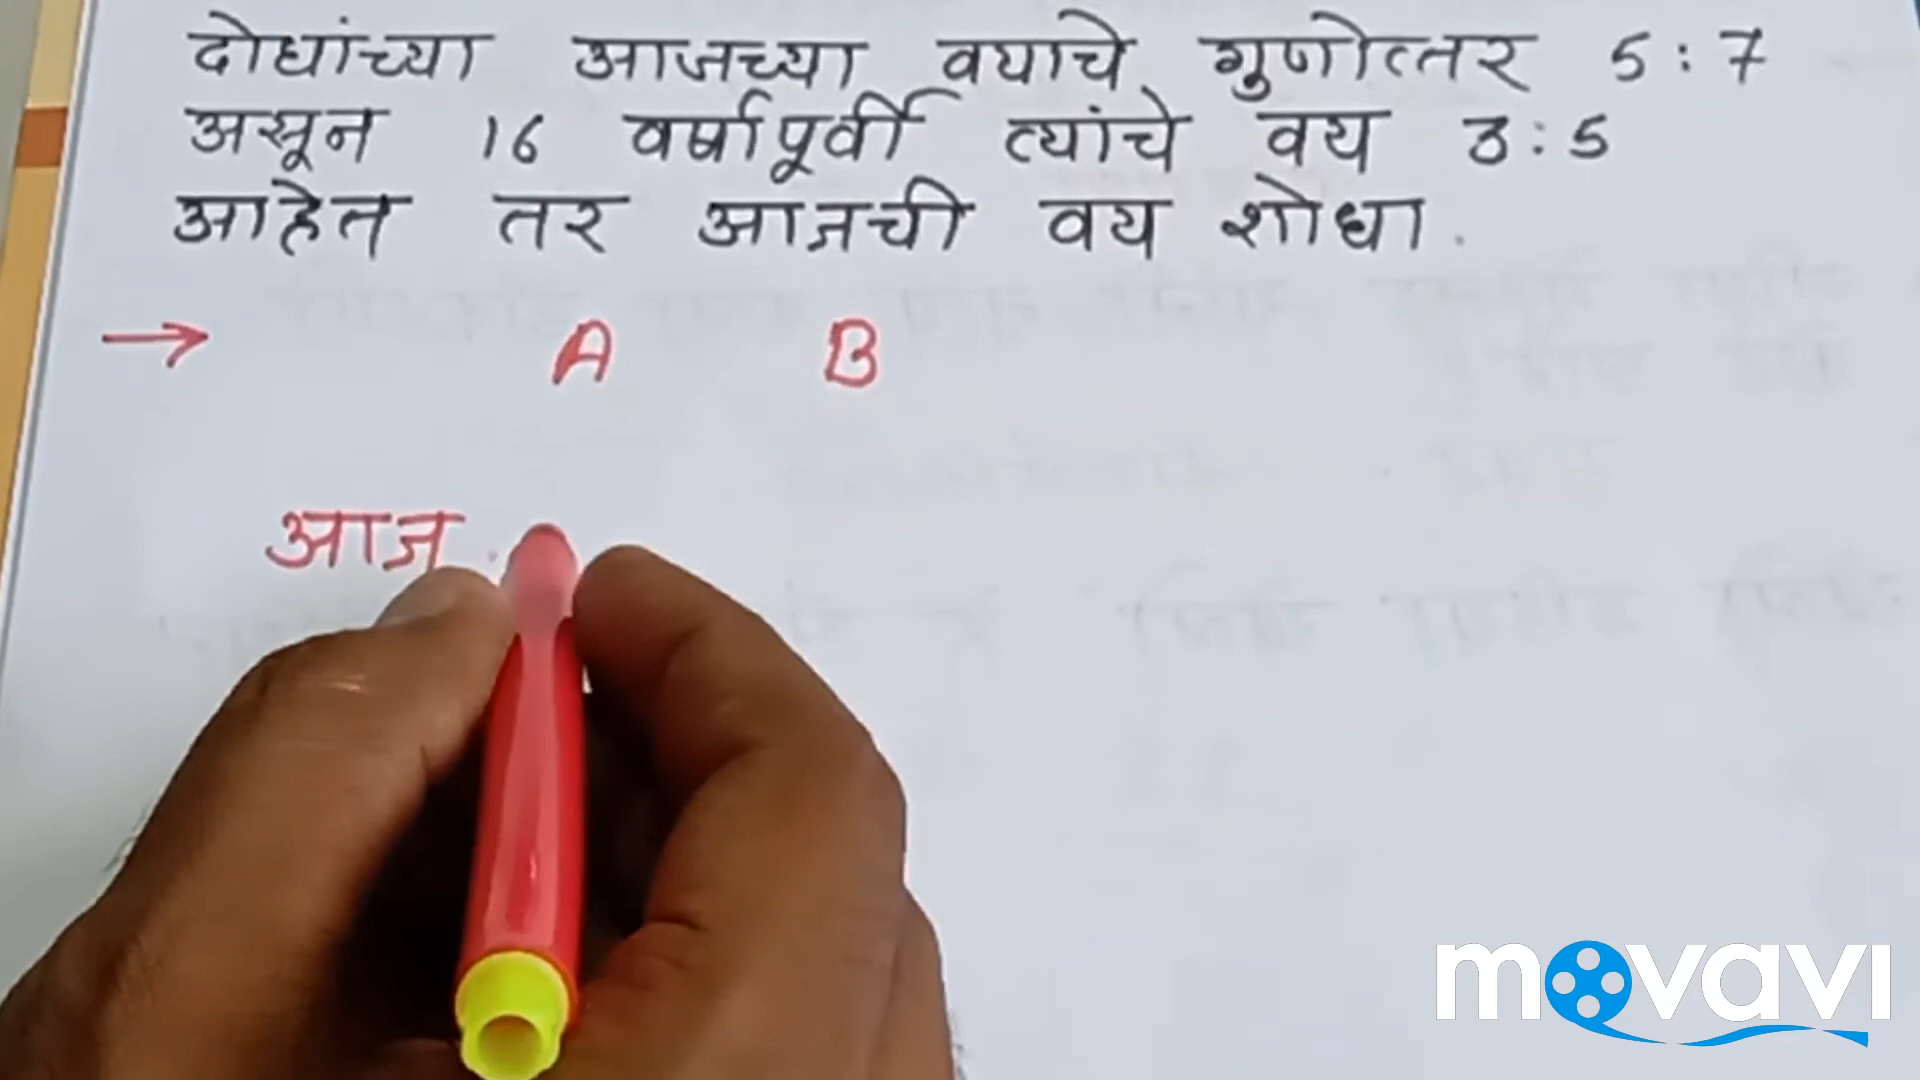 दोघांच्या आजच्या वयाचे गुणोत्तर 5:7
असून 16 वर्षापूर्वी त्यांचे वय 3:5
आहेत तर आजची वय शोधा.
→ A B
आज
movavi